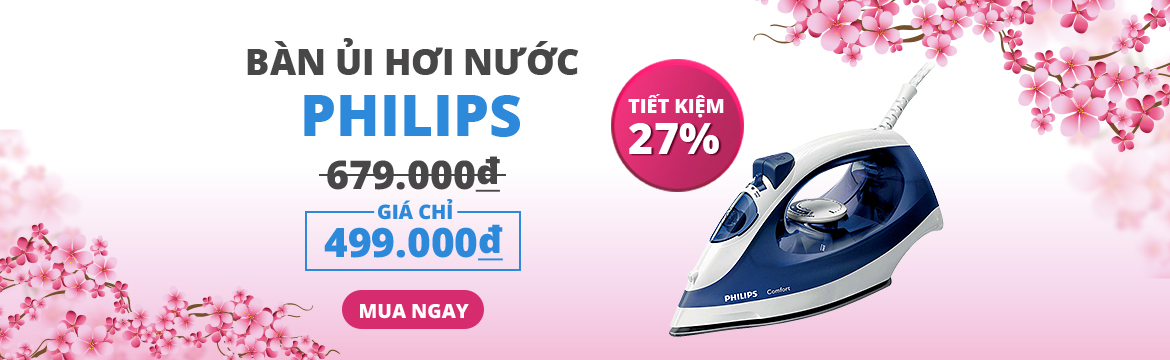 BÀN ỦI HƠI NƯỚC
PHILIPS
679.000đ
GIÁ CHỈ
499.000đ
MUA NGAY
TIẾT KIỆM
27%
PHILIPS Comfort